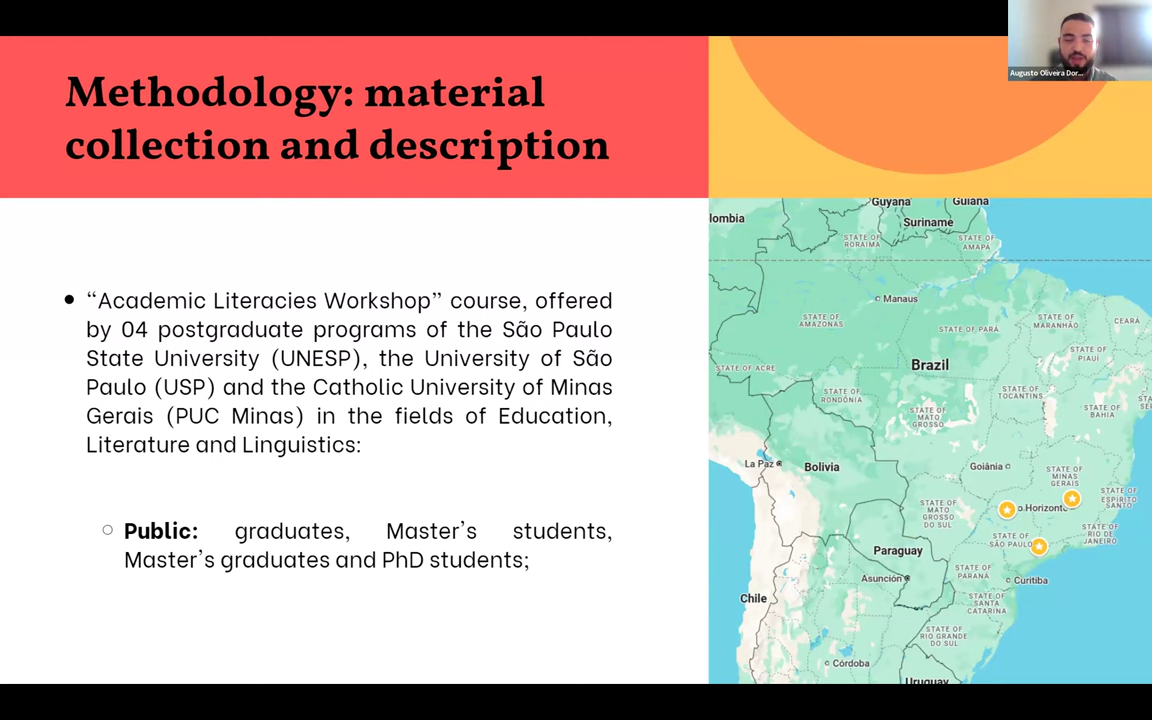 Augusto Oliveira Dor...
Methodology: material
collection and description
“Academic Literacies Workshop” course, offered
by 04 postgraduate programs of the São Paulo
State University (UNESP), the University of São
Paulo (USP) and the Catholic University of Minas
Gerais (PUC Minas) in the fields of Education,
Literature and Linguistics:
Public: graduates, Master’s students,
Master’s graduates and PhD students;
Guyana
Guiana
lombia
Suriname
STATE OF
RORAIMA
STATE OF
AMAPÁ
Manaus
STATE OF
AMAZONAS
STATE OF PARÁ
STATE OF
MARANHÃO
CEARÁ
STATE OF
PIAUÍ
STATE OF ACRE
Brazil
STATE OF
RONDÔNIA
STATE OF
TOCANTINS
STATE OF
MATO
GROSSO
STATE OF
BAHIA
STA
SE
La Paz
Bolivia
Goiânia
STATE OF
MINAS
GERAIS
STATE OF
ESPÍRITO
SANTO
o Horizonte
STATE OF
MATO
GROSSO
DO SUL
STATE OF
RIO DE
JANEIRO
STATE OF
SÃO PAULO
Paraguay
Asunción
STATE OF
PARANÁ
Curitiba
Chile
STATE OF
SANTA
CATARINA
STATE OF
RIO GRANDE
DO SUL
Córdoba
Uruguay